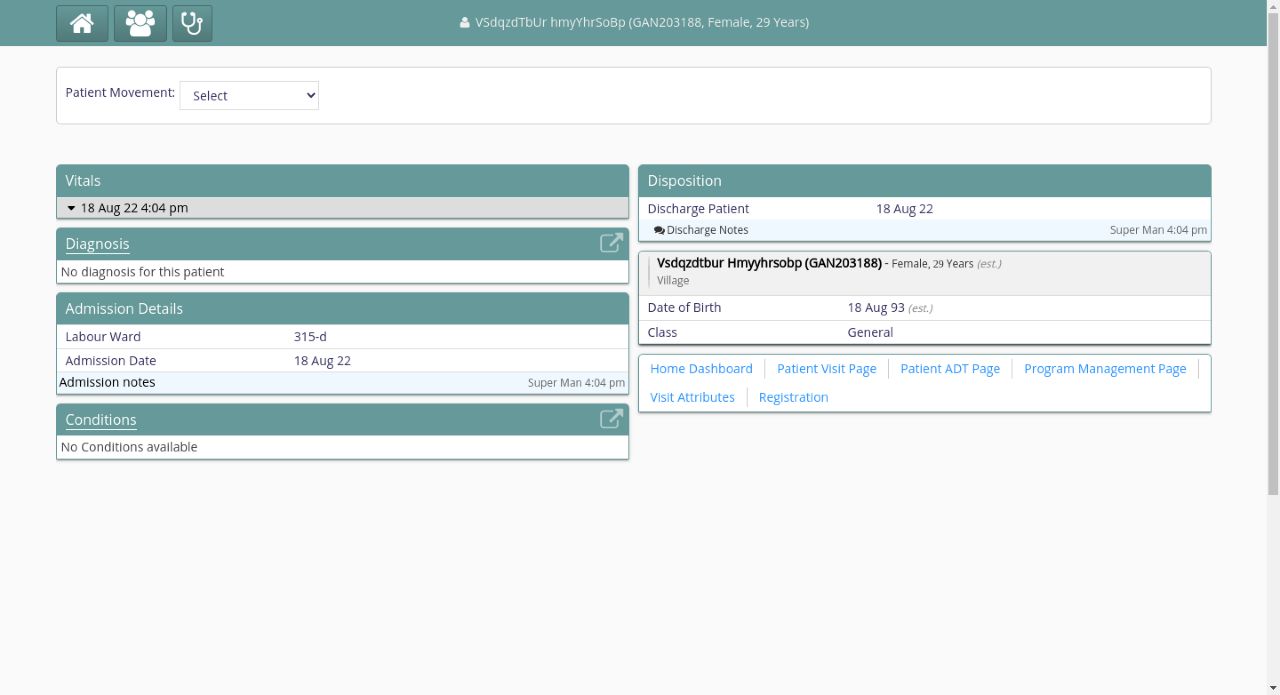 VSdqzdTbUr hmyYhrSoBp (GAN203188, Female, 29 Years)
Patient Movement: Select
Vitals
18 Aug 22 4:04 pm
Diagnosis
No diagnosis for this patient
Admission Details
Labour Ward 315-d
Admission Date 18 Aug 22
Admission notes Super Man 4:04 pm
Conditions
No Conditions available
Disposition
Discharge Patient 18 Aug 22
Discharge Notes Super Man 4:04 pm
Vsdqzdtbur Hmyyhrsobp (GAN203188) - Female, 29 Years (est.)
Village
Date of Birth 18 Aug 93 (est.)
Class General
Home Dashboard Patient Visit Page Patient ADT Page Program Management Page
Visit Attributes Registration